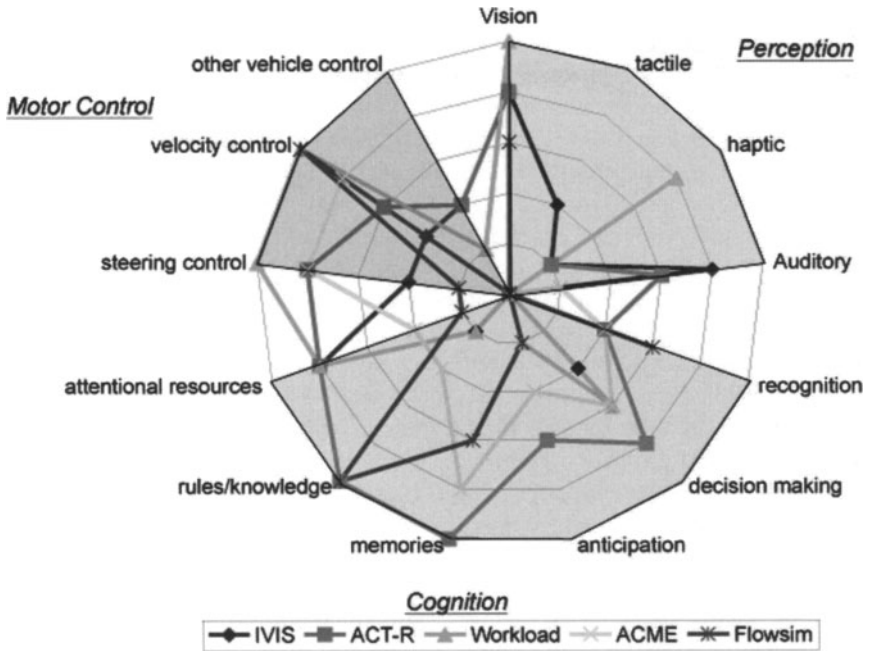 Vision
Perception
other vehicle control
tactile
Motor Control
velocity control
haptic
steering control
Auditory
attentional resources
recognition
rules/knowledge
decision making
memories
anticipation
Cognition
IVIS ACT-R Workload ACME Flowsim